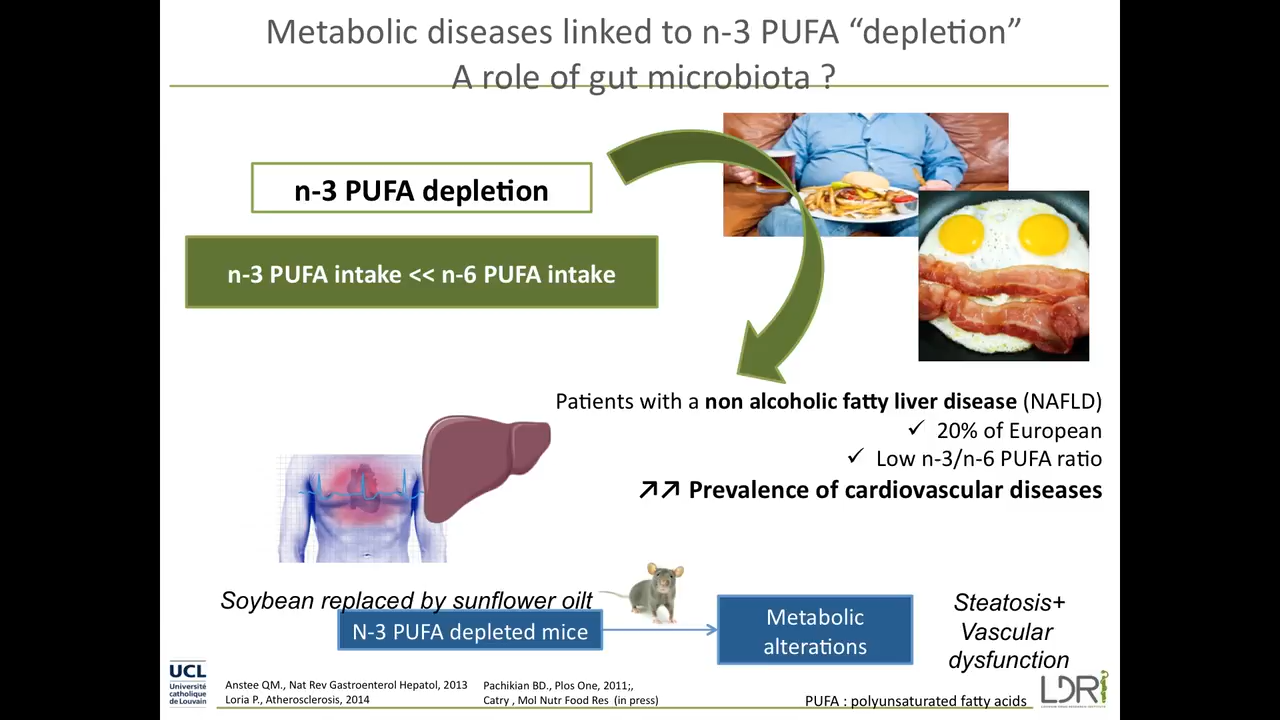 Metabolic diseases linked to n-3 PUFA “depletion”
A role of gut microbiota ?
n-3 PUFA depletion
n-3 PUFA intake << n-6 PUFA intake
Patients with a non alcoholic fatty liver disease (NAFLD)
✓ 20% of European
✓ Low n-3/n-6 PUFA ratio
↗↗ Prevalence of cardiovascular diseases
Soybean replaced by sunflower oilt
N-3 PUFA depleted mice
Metabolic
alterations
Steatosis+
Vascular
dysfunction
UCL
Université
catholique
de Louvain
Anstee QM., Nat Rev Gastroenterol Hepatol, 2013
Loria P., Atherosclerosis, 2014
Pachikian BD., Plos One, 2011;,
Catry , Mol Nutr Food Res (in press)
PUFA : polyunsaturated fatty acids
LDRI